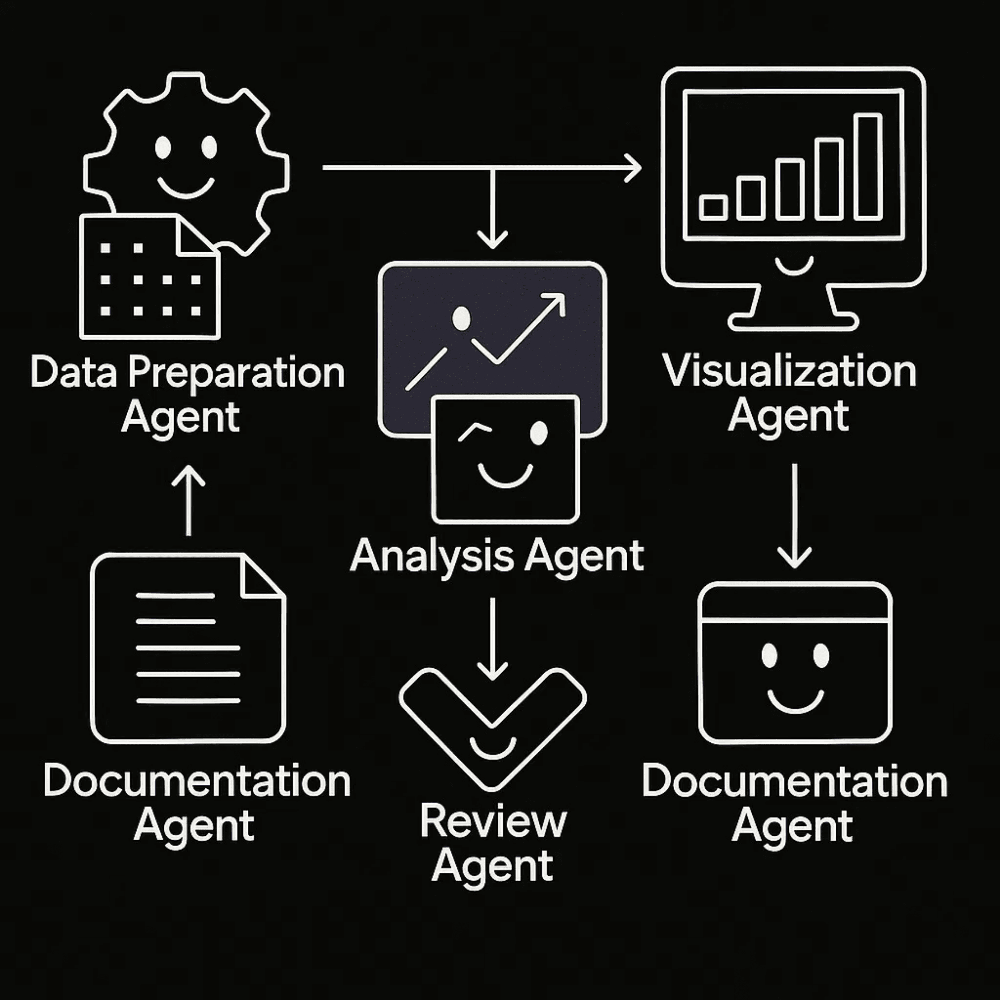 Data Preparation
Agent
Visualization
Agent
Analysis Agent
Documentation
Agent
Review
Agent
Documentation
Agent